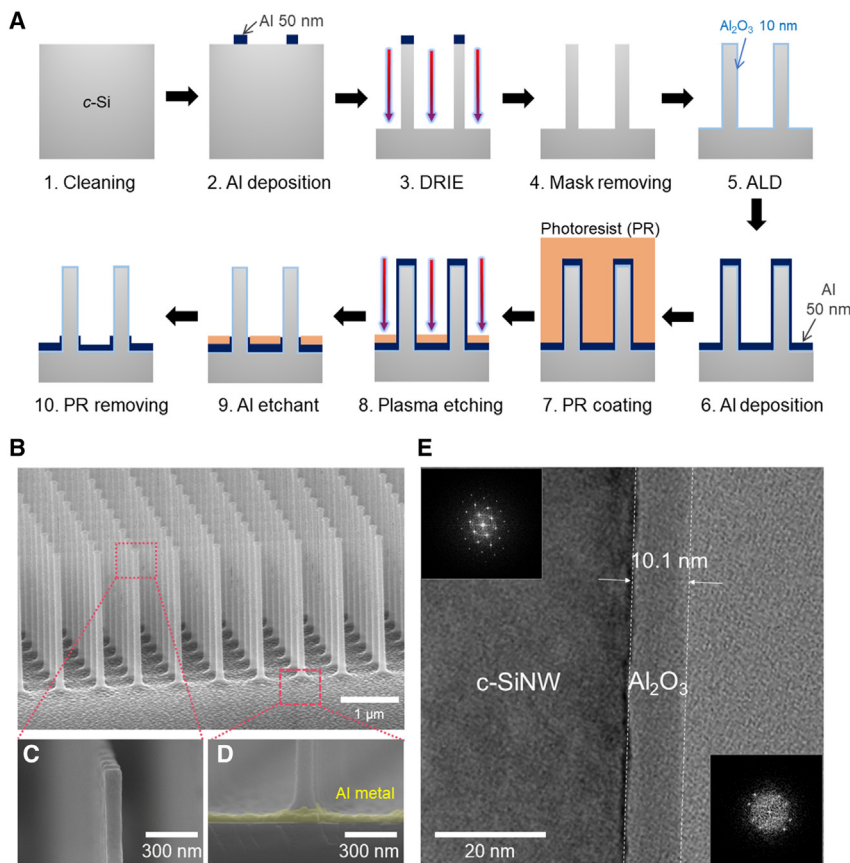 A
Al 50 nm
c-Si
Al₂O₃ 10 nm
1. Cleaning
2. Al deposition
3. DRIE
4. Mask removing
5. ALD
Photoresist (PR)
Al
50 nm
10. PR removing
9. Al etchant
8. Plasma etching
7. PR coating
6. Al deposition
B
1 µm
C
300 nm
D
Al metal
300 nm
E
10.1 nm
c-SiNW
Al₂O₃
20 nm